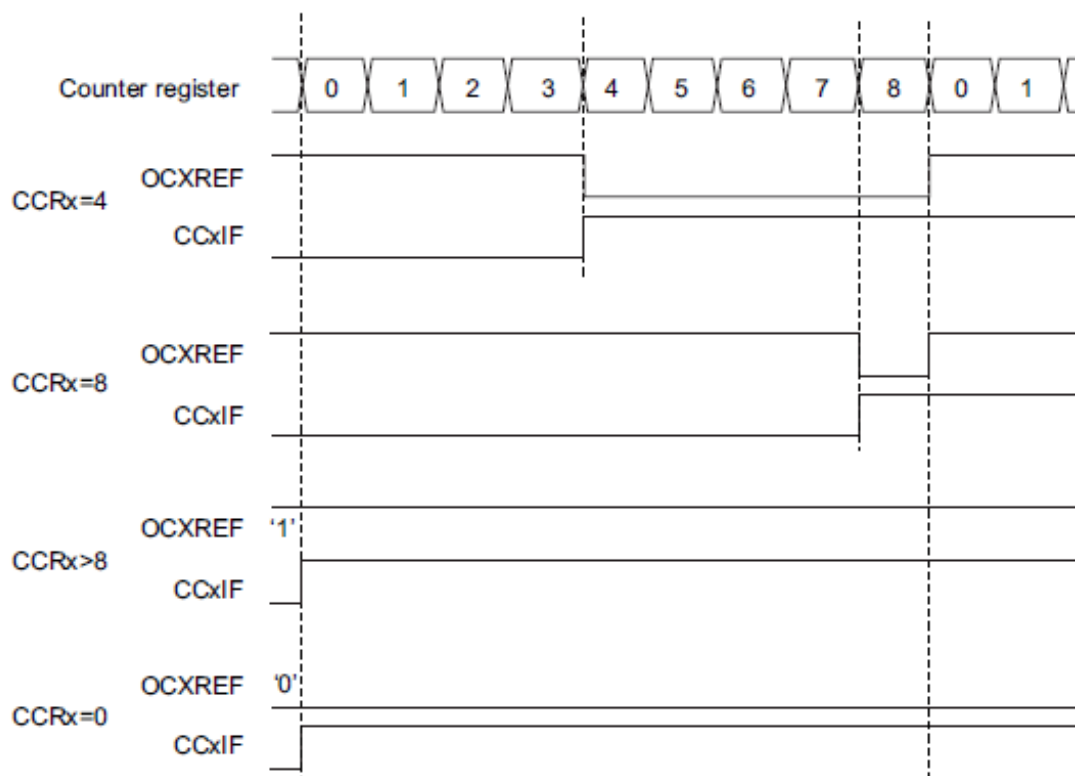 Counter register 0 1 2 3 4 5 6 7 8 0 1
OCXREF
CCRx=4
CCxIF
OCXREF
CCRx=8
CCxIF
OCXREF '1'
CCRx>8
CCxIF
OCXREF '0'
CCRx=0
CCxIF